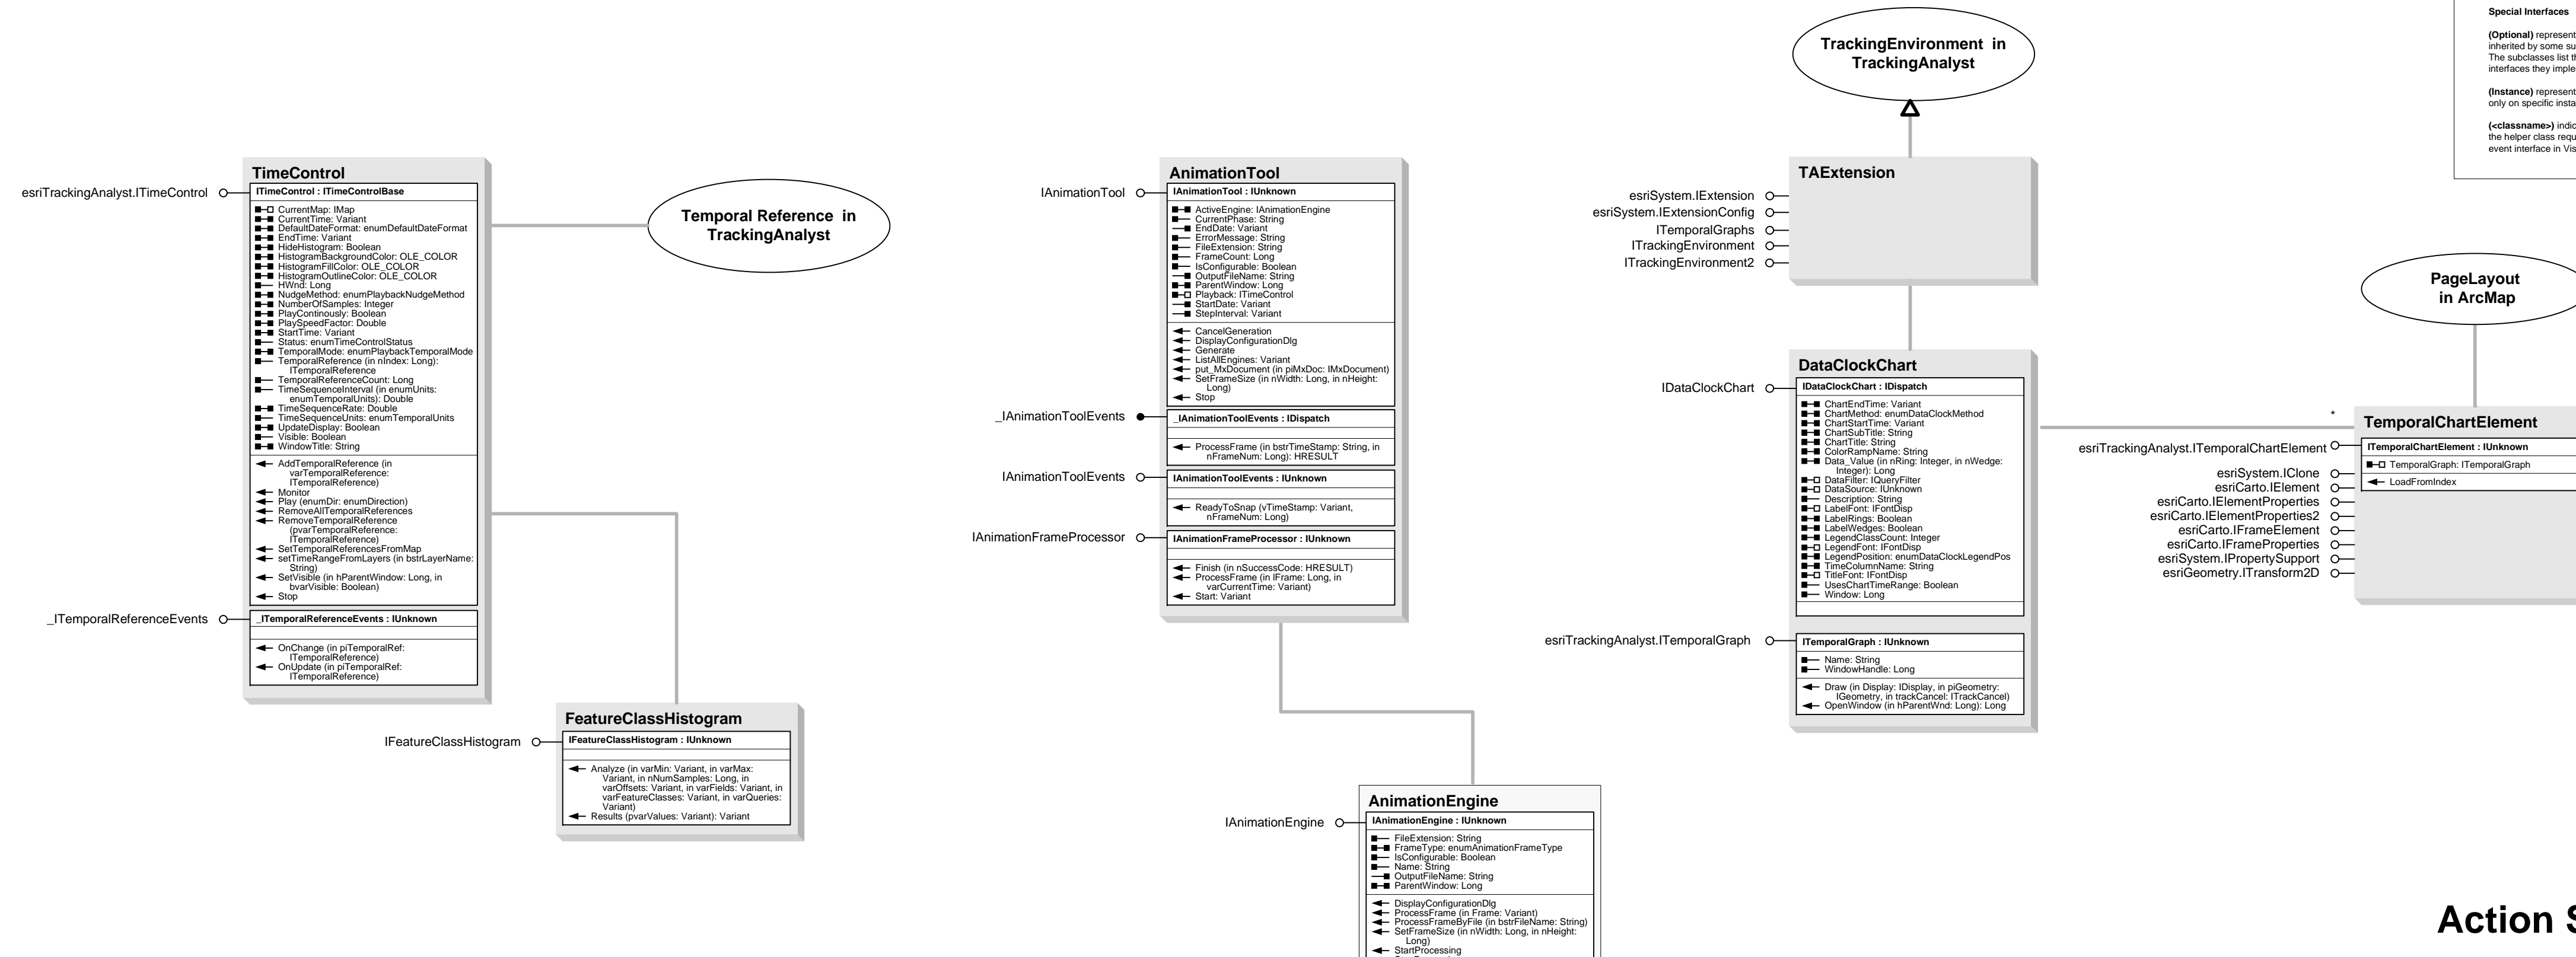 Special Interfaces
(Optional) represent
inherited by some su
The subclasses list th
interfaces they imple
(Instance) represent
only on specific insta
(<classname>) indic
the helper class requ
event interface in Vis
TimeControl
esriTrackingAnalyst.ITimeControl
ITimeControl : ITimeControlBase
CurrentMap: IMap
CurrentTime: Variant
DefaultDateFormat: enumDefaultDateFormat
EndTime: Variant
HideHistogram: Boolean
HistogramBackgroundColor: OLE_COLOR
HistogramFillColor: OLE_COLOR
HistogramOutlineColor: OLE_COLOR
HWnd: Long
NudgeMethod: enumPlaybackNudgeMethod
NumberOfSamples: Integer
PlayContinously: Boolean
PlaySpeedFactor: Double
StartTime: Variant
Status: enumTimeControlStatus
TemporalMode: enumPlaybackTemporalMode
TemporalReference (in nIndex: Long):
ITemporalReference
TemporalReferenceCount: Long
TimeSequenceInterval (in enumUnits:
enumTemporalUnits): Double
TimeSequenceRate: Double
TimeSequenceUnits: enumTemporalUnits
UpdateDisplay: Boolean
Visible: Boolean
WindowTitle: String
AddTemporalReference (in
varTemporalReference:
ITemporalReference)
Monitor
Play (enumDir: enumDirection)
RemoveAllTemporalReferences
RemoveTemporalReference
(pvarTemporalReference:
ITemporalReference)
SetTemporalReferencesFromMap
setTimeRangeFromLayers (in bstrLayerName:
String)
SetVisible (in hParentWindow: Long, in
bvarVisible: Boolean)
Stop
_ITemporalReferenceEvents
_ITemporalReferenceEvents : IUnknown
OnChange (in piTemporalRef:
ITemporalReference)
OnUpdate (in piTemporalRef:
ITemporalReference)
Temporal Reference in
TrackingAnalyst
FeatureClassHistogram
IFeatureClassHistogram
IFeatureClassHistogram : IUnknown
Analyze (in varMin: Variant, in varMax:
Variant, in nNumSamples: Long, in
varOffsets: Variant, in varFields: Variant, in
varFeatureClasses: Variant, in varQueries:
Variant)
Results (pvarValues: Variant): Variant
AnimationTool
IAnimationTool
IAnimationTool : IUnknown
ActiveEngine: IAnimationEngine
CurrentPhase: String
EndDate: Variant
ErrorMessage: String
FileExtension: String
FrameCount: Long
IsConfigurable: Boolean
OutputFileName: String
ParentWindow: Long
Playback: ITimeControl
StartDate: Variant
StepInterval: Variant
CancelGeneration
DisplayConfigurationDlg
Generate
ListAllEngines: Variant
put_MxDocument (in piMxDoc: IMxDocument)
SetFrameSize (in nWidth: Long, in nHeight:
Long)
Stop
_IAnimationToolEvents
_IAnimationToolEvents : IDispatch
ProcessFrame (in bstrTimeStamp: String, in
nFrameNum: Long): HRESULT
IAnimationToolEvents
IAnimationToolEvents : IUnknown
ReadyToSnap (vTimeStamp: Variant,
nFrameNum: Long)
IAnimationFrameProcessor
IAnimationFrameProcessor : IUnknown
Finish (in nSuccessCode: HRESULT)
ProcessFrame (in lFrame: Long, in
varCurrentTime: Variant)
Start: Variant
AnimationEngine
IAnimationEngine
IAnimationEngine : IUnknown
FileExtension: String
FrameType: enumAnimationFrameType
IsConfigurable: Boolean
Name: String
OutputFileName: String
ParentWindow: Long
DisplayConfigurationDlg
ProcessFrame (in Frame: Variant)
ProcessFrameByFile (in bstrFileName: String)
SetFrameSize (in nWidth: Long, in nHeight:
Long)
StartProcessing
TrackingEnvironment in
TrackingAnalyst
TAExtension
esriSystem.IExtension
esriSystem.IExtensionConfig
ITemporalGraphs
ITrackingEnvironment
ITrackingEnvironment2
DataClockChart
IDataClockChart
IDataClockChart : IDispatch
ChartEndTime: Variant
ChartMethod: enumDataClockMethod
ChartStartTime: Variant
ChartSubTitle: String
ChartTitle: String
ColorRampName: String
Data_Value (in nRing: Integer, in nWedge:
Integer): Long
DataFilter: IQueryFilter
DataSource: IUnknown
Description: String
LabelFont: IFontDisp
LabelRings: Boolean
LabelWedges: Boolean
LegendClassCount: Integer
LegendFont: IFontDisp
LegendPosition: enumDataClockLegendPos
TimeColumnName: String
TitleFont: IFontDisp
UsesChartTimeRange: Boolean
Window: Long
esriTrackingAnalyst.ITemporalGraph
ITemporalGraph : IUnknown
Name: String
WindowHandle: Long
Draw (in Display: IDisplay, in piGeometry:
IGeometry, in trackCancel: ITrackCancel)
OpenWindow (in hParentWnd: Long): Long
PageLayout
in ArcMap
*
TemporalChartElement
esriTrackingAnalyst.ITemporalChartElement
ITemporalChartElement : IUnknown
TemporalGraph: ITemporalGraph
LoadFromIndex
esriSystem.IClone
esriCarto.IElement
esriCarto.IElementProperties
esriCarto.IElementProperties2
esriCarto.IFrameElement
esriCarto.IFrameProperties
esriSystem.IPropertySupport
esriGeometry.ITransform2D
Action S